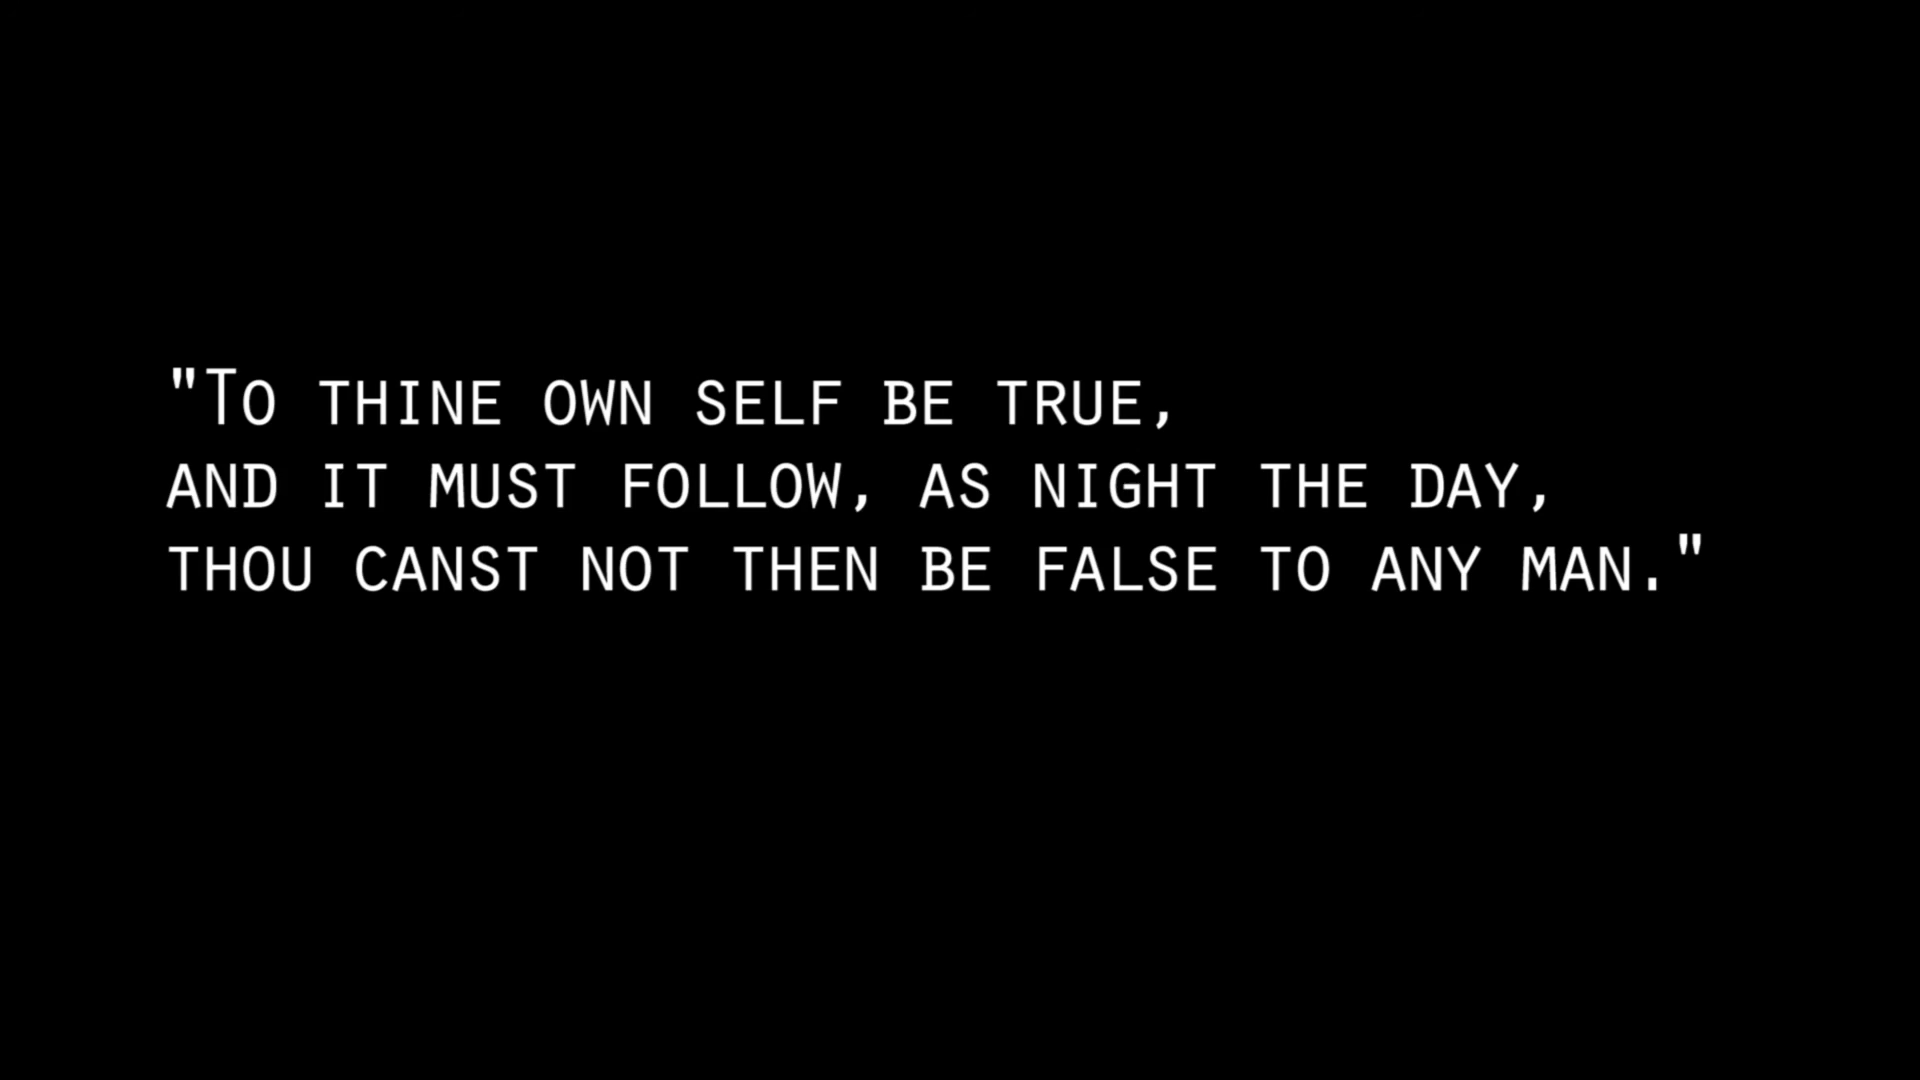 "To thine own self be true,
and it must follow, as night the day,
thou canst not then be false to any man."